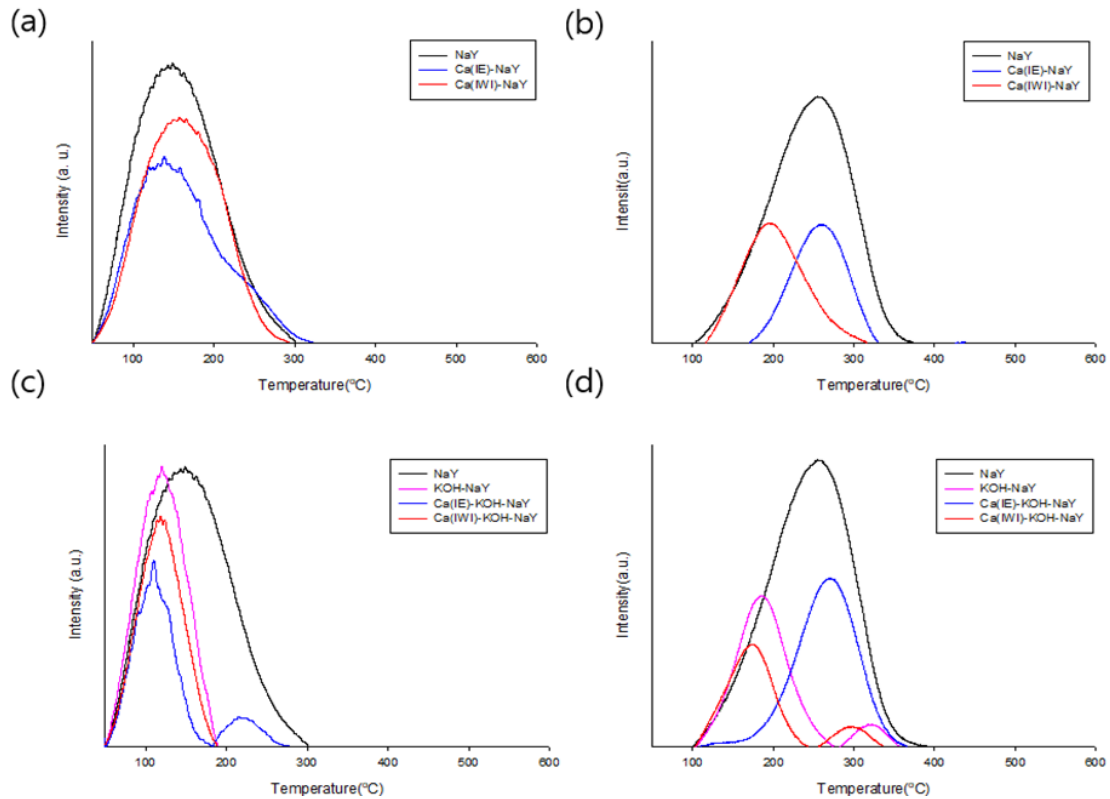 (a)
NaY
Ca(IE)-NaY
Ca(IWI)-NaY
Intensity (a. u.)
100 200 300 400 500 600
Temperature(°C)
(b)
NaY
Ca(IE)-NaY
Ca(IWI)-NaY
Intensit(a.u.)
100 200 300 400 500 600
Temperature(°C)
(c)
NaY
KOH-NaY
Ca(IE)-KOH-NaY
Ca(IWI)-KOH-NaY
Intensity (a.u.)
100 200 300 400 500 600
Temperature(°C)
(d)
NaY
KOH-NaY
Ca(IE)-KOH-NaY
Ca(IWI)-KOH-NaY
Intensity(a.u.)
100 200 300 400 500 600
Temperature(°C)